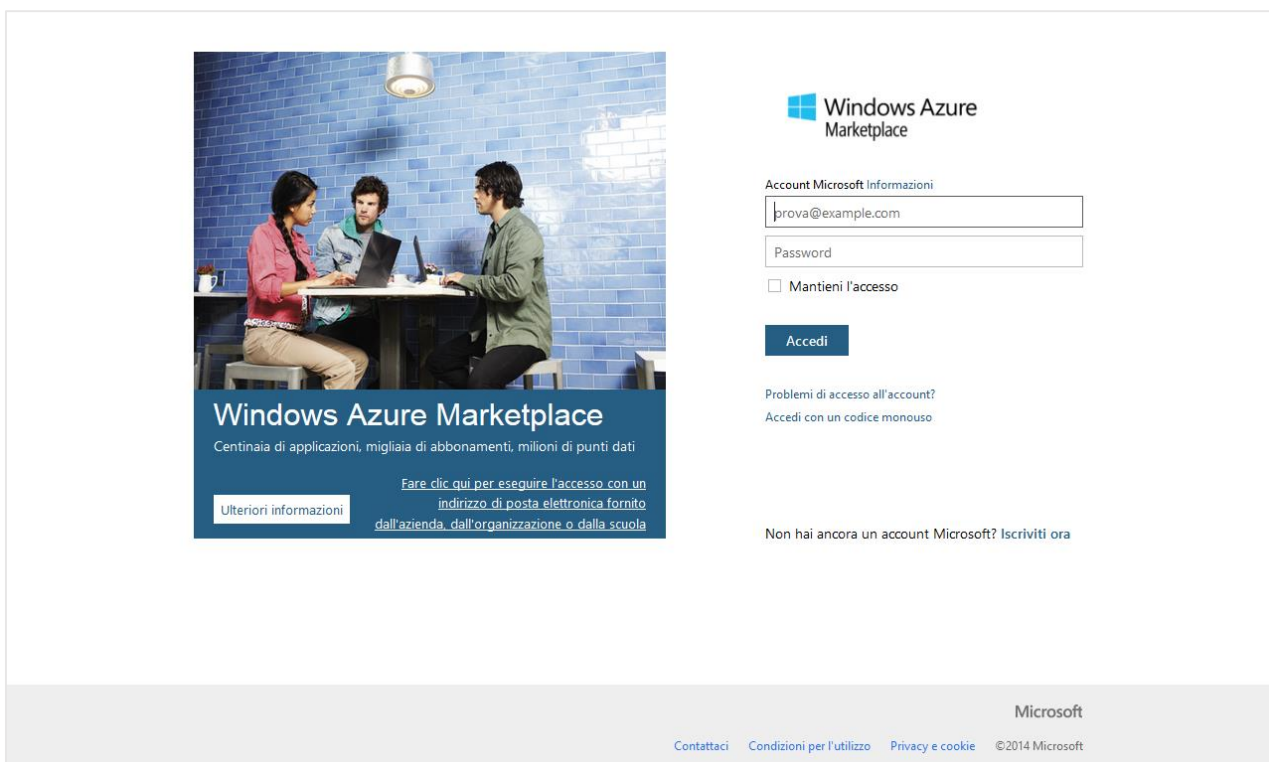 Windows Azure Marketplace
Centinaia di applicazioni, migliaia di abbonamenti, milioni di punti dati
Fare clic qui per eseguire l'accesso con un
indirizzo di posta elettronica fornito
dall'azienda, dall'organizzazione o dalla scuola
Ulteriori informazioni
Windows Azure
Marketplace
Account Microsoft Informazioni
prova@example.com
Password
Mantieni l'accesso
Accedi
Problemi di accesso all'account?
Accedi con un codice monouso
Non hai ancora un account Microsoft? Iscriviti ora
Microsoft
Contattaci Condizioni per l'utilizzo Privacy e cookie ©2014 Microsoft